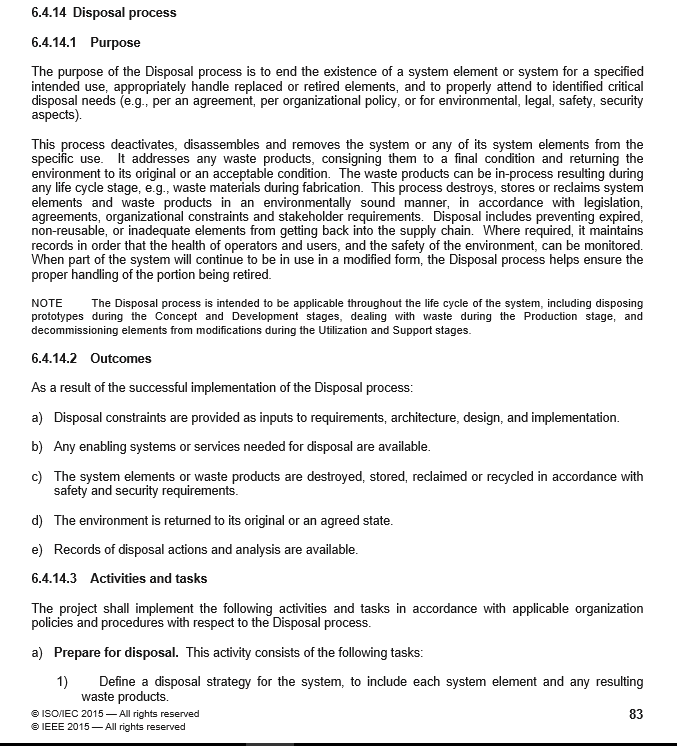 6.4.14 Disposal process
6.4.14.1 Purpose
The purpose of the Disposal process is to end the existence of a system element or system for a specified
intended use, appropriately handle replaced or retired elements, and to properly attend to identified critical
disposal needs (e.g., per an agreement, per organizational policy, or for environmental, legal, safety, security
aspects).
This process deactivates, disassembles and removes the system or any of its system elements from the
specific use. It addresses any waste products, consigning them to a final condition and returning the
environment to its original or an acceptable condition. The waste products can be in-process resulting during
any life cycle stage, e.g., waste materials during fabrication. This process destroys, stores or reclaims system
elements and waste products in an environmentally sound manner, in accordance with legislation,
agreements, organizational constraints and stakeholder requirements. Disposal includes preventing expired,
non-reusable, or inadequate elements from getting back into the supply chain. Where required, it maintains
records in order that the health of operators and users, and the safety of the environment, can be monitored.
When part of the system will continue to be in use in a modified form, the Disposal process helps ensure the
proper handling of the portion being retired.
NOTE The Disposal process is intended to be applicable throughout the life cycle of the system, including disposing
prototypes during the Concept and Development stages, dealing with waste during the Production stage, and
decommissioning elements from modifications during the Utilization and Support stages.
6.4.14.2 Outcomes
As a result of the successful implementation of the Disposal process:
a) Disposal constraints are provided as inputs to requirements, architecture, design, and implementation.
b) Any enabling systems or services needed for disposal are available.
c) The system elements or waste products are destroyed, stored, reclaimed or recycled in accordance with
safety and security requirements.
d) The environment is returned to its original or an agreed state.
e) Records of disposal actions and analysis are available.
6.4.14.3 Activities and tasks
The project shall implement the following activities and tasks in accordance with applicable organization
policies and procedures with respect to the Disposal process.
a) Prepare for disposal. This activity consists of the following tasks:
1) Define a disposal strategy for the system, to include each system element and any resulting
waste products.
© ISO/IEC 2015 — All rights reserved 83
© IEEE 2015 — All rights reserved